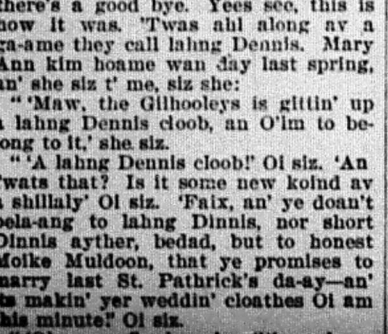 there's a good bye. Yees see, this is
how it was. 'Twas ahl along av a
ga-ame they call lahng Dennis. Mary
Ann kim hoame wan day last spring,
an' she siz t' me, siz she:
"'Maw, the Gilhooleys is gittin' up
a lahng Dennis cloob, an O'im to be-
long to it,' she siz.
"'A lahng Dennis cloob!' Oi siz. 'An
'wats that? Is it some new koind av
a shillaly' Oi siz. 'Faix, an' ye doan't
bela-ang to lahng Dinnis, nor short
Dinnis ayther, bedad, but to honest
Moike Muldoon, that ye promises to
marry last St. Pathrick's da-ay—an'
its makin' yer weddin' cloathes Oi am
this minute!' Oi six.